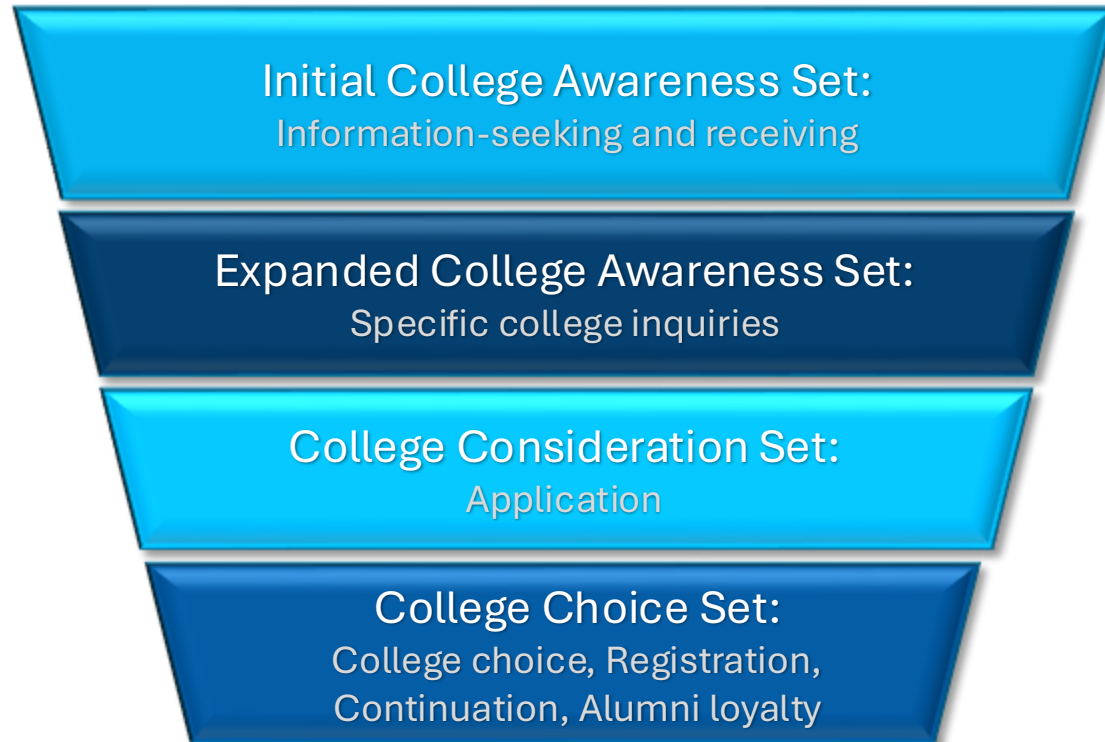 Initial College Awareness Set:
Information-seeking and receiving
Expanded College Awareness Set:
Specific college inquiries
College Consideration Set:
Application
College Choice Set:
College choice, Registration,
Continuation, Alumni loyalty